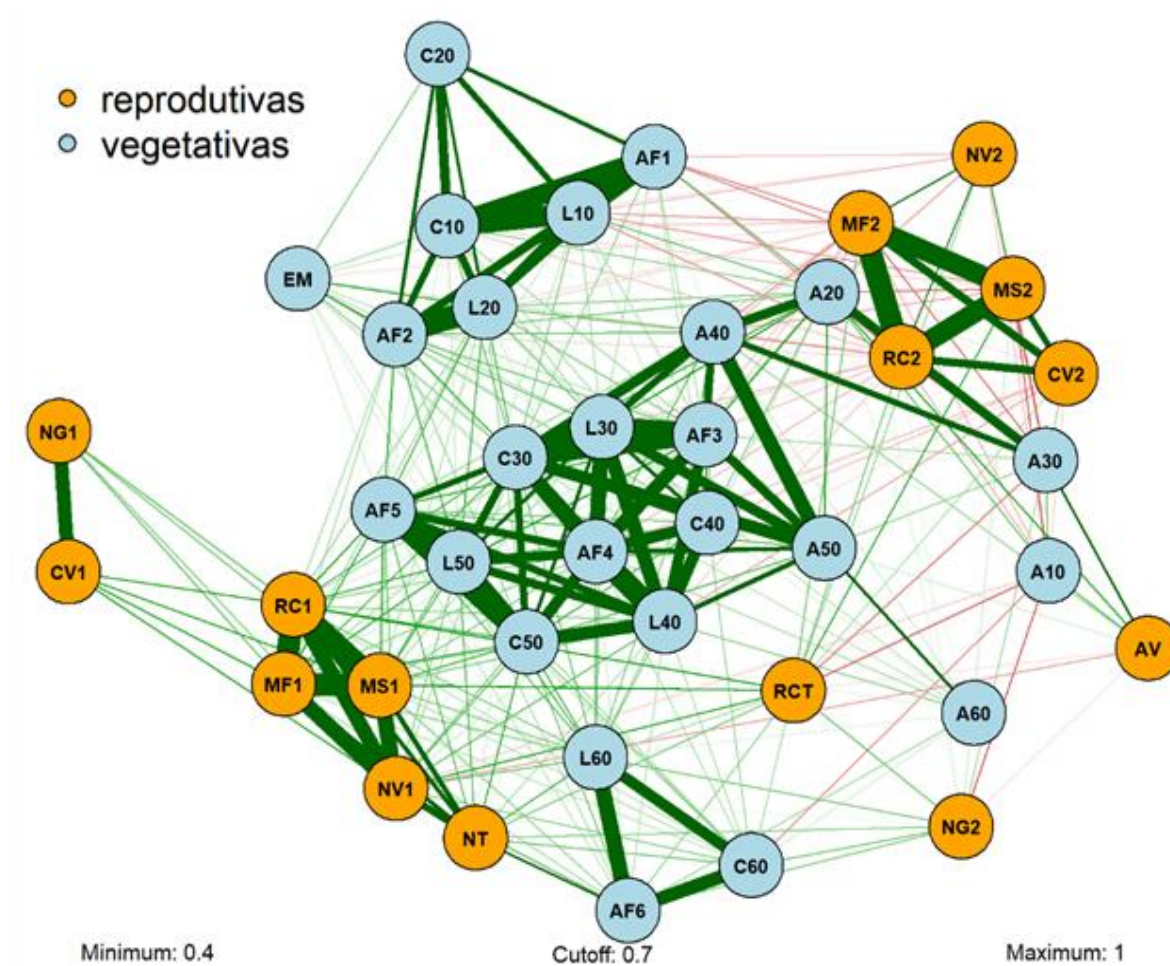 C20
reprodutivas
vegetativas
AF1
NV2
L10
C10
MF2
EM
L20
A20
MS2
AF2
A40
RC2
CV2
NG1
L30
AF3
C30
A30
AF5
C40
A50
AF4
L50
CV1
A10
RC1
L40
C50
AV
MF1
MS1
RCT
A60
L60
NV1
NT
NG2
C60
AF6
Minimum: 0.4 Cutoff: 0.7 Maximum: 1